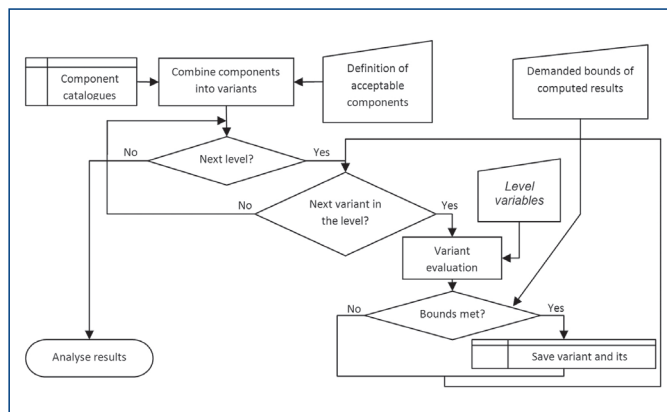 Component
catalogues
Combine components
into variants
Definition of
acceptable
components
Demanded bounds of
computed results
No
Next level?
Yes
No
Next variant in
the level?
Yes
Level
variables
Variant
evaluation
No
Bounds met?
Yes
Analyse results
Save variant and its